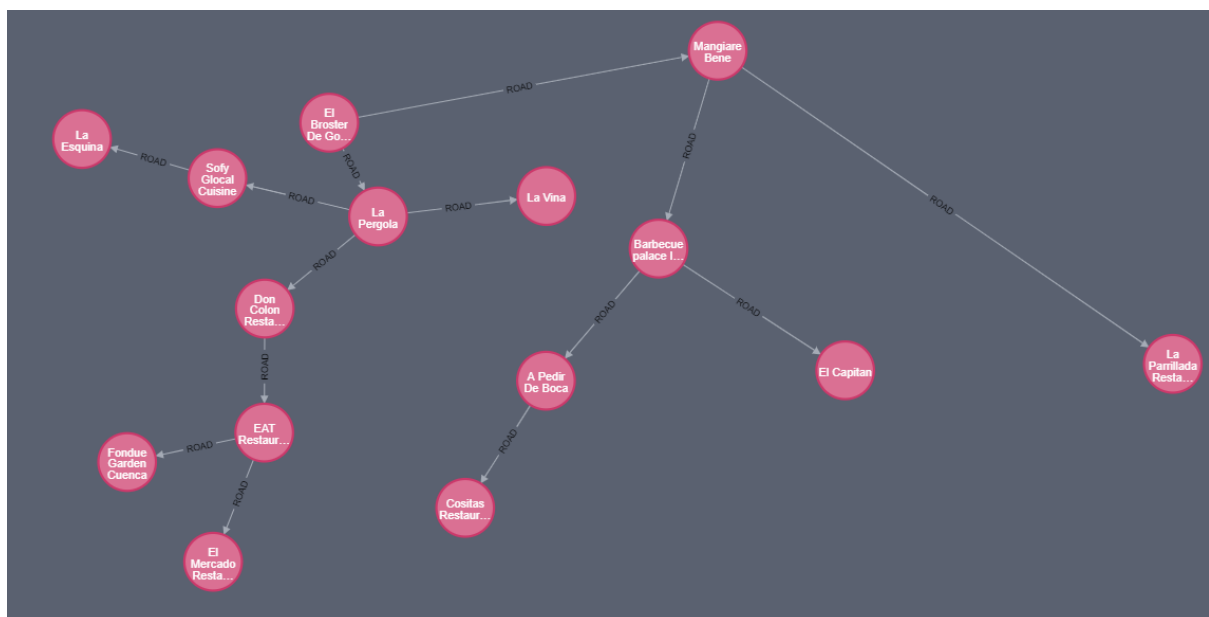 Mangiare
Bene
ROAD
El
Broster
De Go...
ROAD
La
Esquina
ROAD
Sofy
Glocal
Cuisine
ROAD
La
Pergola
ROAD
La Vina
ROAD
ROAD
Barbecue
palace l...
ROAD
Don
Colon
Resta...
ROAD
ROAD
ROAD
A Pedir
De Boca
El Capitan
La
Parrillada
Resta...
ROAD
EAT
Restaur...
ROAD
Fondue
Garden
Cuenca
ROAD
ROAD
Cositas
Restaur...
El
Mercado
Resta...